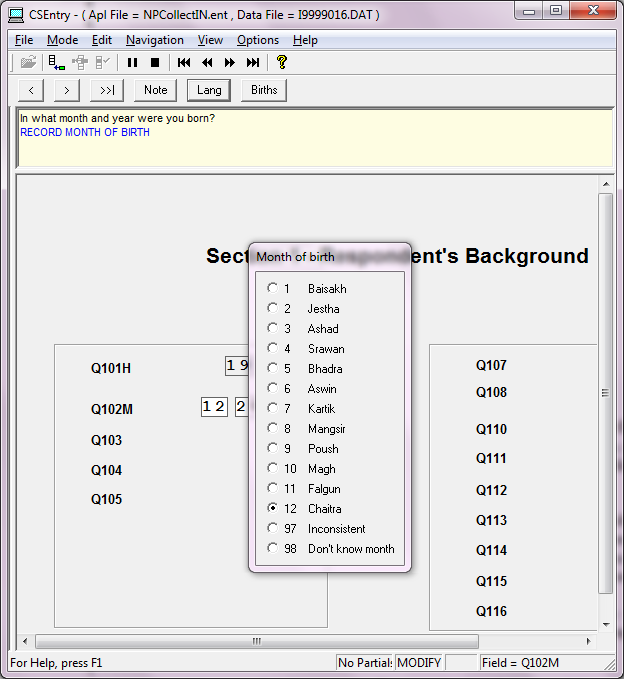 CSEntry - ( Apl File = NPCollectIN.ent , Data File = I9999016.DAT )
File Mode Edit Navigation View Options Help
< > >>| Note Lang Births
In what month and year were you born?
RECORD MONTH OF BIRTH
Month of birth
1 Baisakh
2 Jestha
3 Ashad
4 Srawan
5 Bhadra
6 Aswin
7 Kartik
8 Mangsir
9 Poush
10 Magh
11 Falgun
12 Chaitra
97 Inconsistent
98 Don't know month
Background
Q101H 1 9
Q102M 1 2 2
Q103
Q104
Q105
Q107
Q108
Q110
Q111
Q112
Q113
Q114
Q115
Q116
For Help, press F1 No Partial: MODIFY Field = Q102M